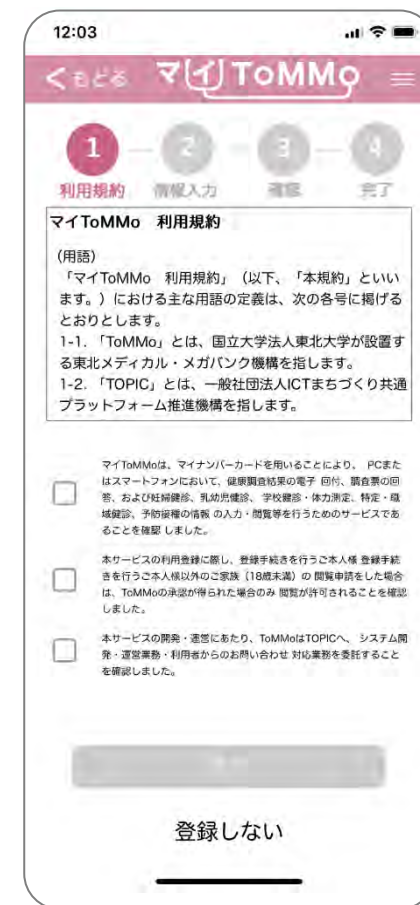 12:03
もどる
マイToMMo
1
2
3
4
利用規約
情報入力
確認
完了
マイToMMo 利用規約
(用語)
「マイToMMo 利用規約」(以下、「本規約」といい
ます。)における主な用語の定義は、次の各号に掲げる
とおりとします。
1-1. 「ToMMo」とは、国立大学法人東北大学が設置す
る東北メディカル・メガバンク機構を指します。
1-2. 「TOPIC」とは、一般社団法人ICTまちづくり共通
プラットフォーム推進機構を指します。
マイToMMoは、マイナンバーカードを用いることにより、 PCまた
はスマートフォンにおいて、健康調査結果の電子 回付、調査票の回
答、および妊婦健診、乳幼児健診、 学校健診・体力測定、特定・職
域健診、予防接種の情報 の入力・閲覧等を行うためのサービスであ
ることを確認 しました。
本サービスの利用登録に際し、登録手続きを行うご本人様 登録手続
きを行うご本人様以外のご家族（18歳未満）の 閲覧申請をした場合
は、ToMMoの承認が得られた場合のみ 閲覧が許可されることを確認
しました。
本サービスの開発・運営にあたり、ToMMoはTOPICへ、 システム開
発・運営業務・利用者からのお問い合わせ 対応業務を委託すること
を確認しました。
登録しない